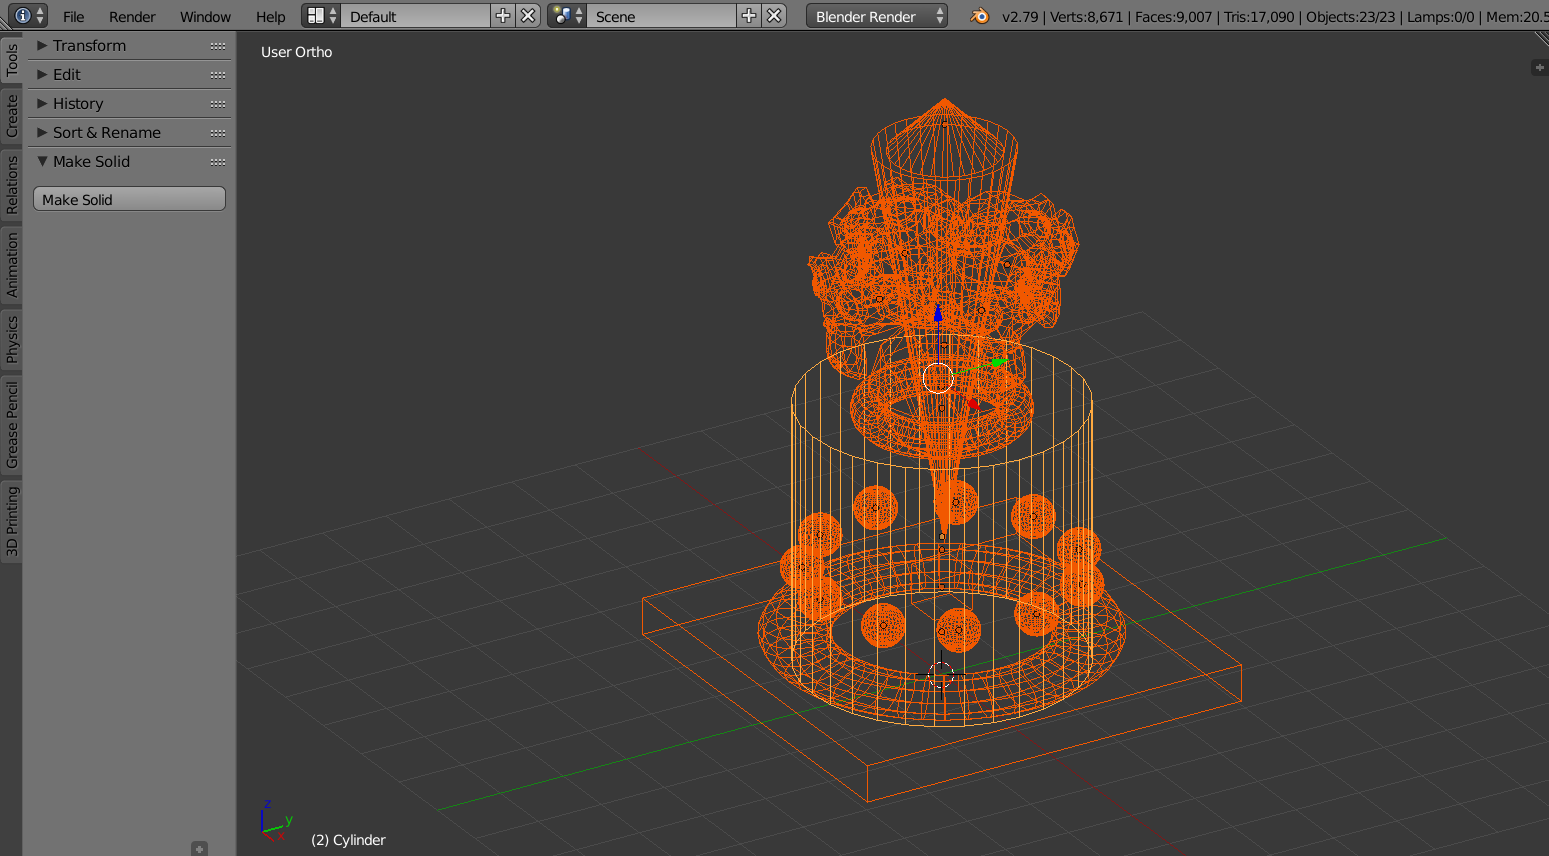 File Render Window Help Default Scene Blender Render v2.79 | Verts:8,671 | Faces:9,007 | Tris:17,090 | Objects:23/23 | Lamps:0/0 | Mem:20.5
User Ortho
Tools
Create
Relations
Animation
Physics
Grease Pencil
3D Printing
Transform
Edit
History
Sort & Rename
Make Solid
Make Solid
z
y
x
(2) Cylinder